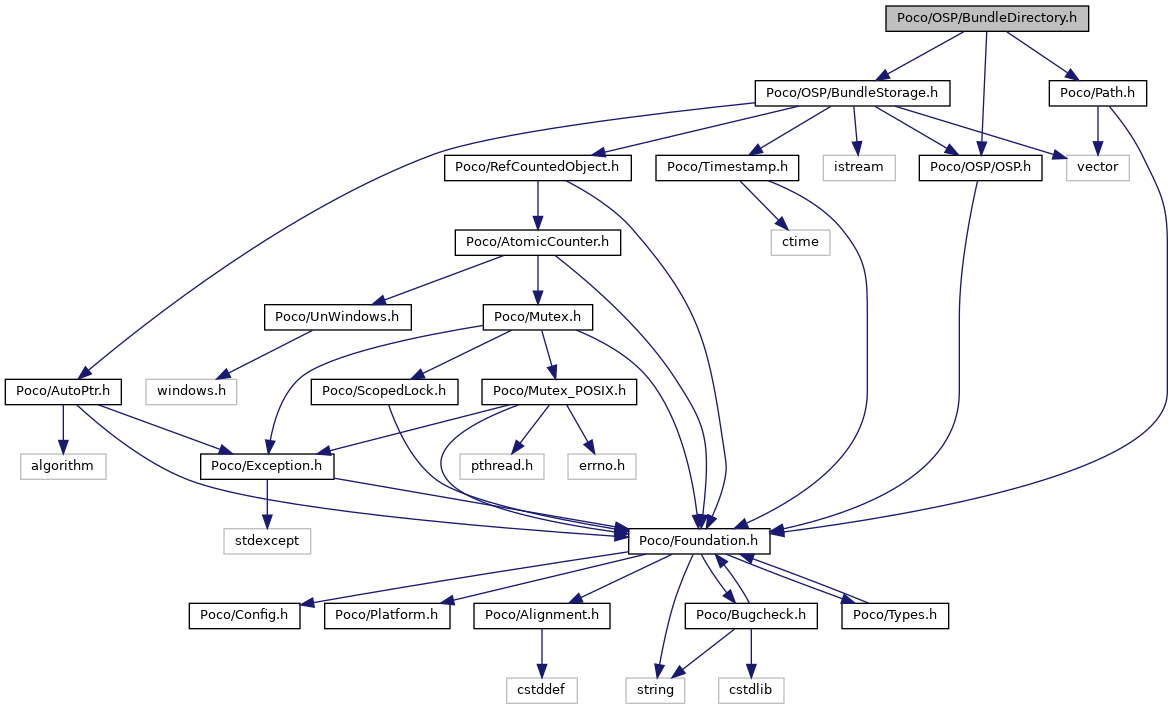 Poco/OSP/BundleDirectory.h
Poco/OSP/BundleStorage.h
Poco/Path.h
Poco/RefCountedObject.h
Poco/Timestamp.h
istream
Poco/OSP/OSP.h
vector
Poco/AtomicCounter.h
ctime
Poco/UnWindows.h
Poco/Mutex.h
Poco/AutoPtr.h
windows.h
Poco/ScopedLock.h
Poco/Mutex_POSIX.h
algorithm
Poco/Exception.h
pthread.h
errno.h
stdexcept
Poco/Foundation.h
Poco/Config.h
Poco/Platform.h
Poco/Alignment.h
Poco/Bugcheck.h
Poco/Types.h
cstddef
string
cstdlib